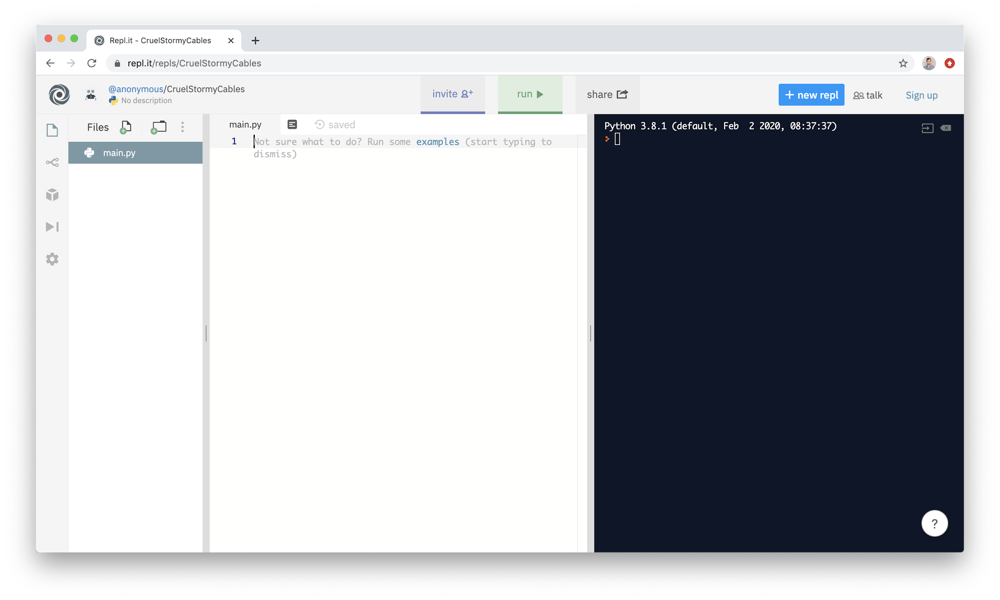 Repl.it - CruelStormyCables
repl.it/repls/CruelStormyCables
@anonymous/CruelStormyCables
No description
invite
run
share
+ new repl
talk
Sign up
Files
main.py
main.py
saved
1 Not sure what to do? Run some examples (start typing to
dismiss)
Python 3.8.1 (default, Feb  2 2020, 08:37:37)
?